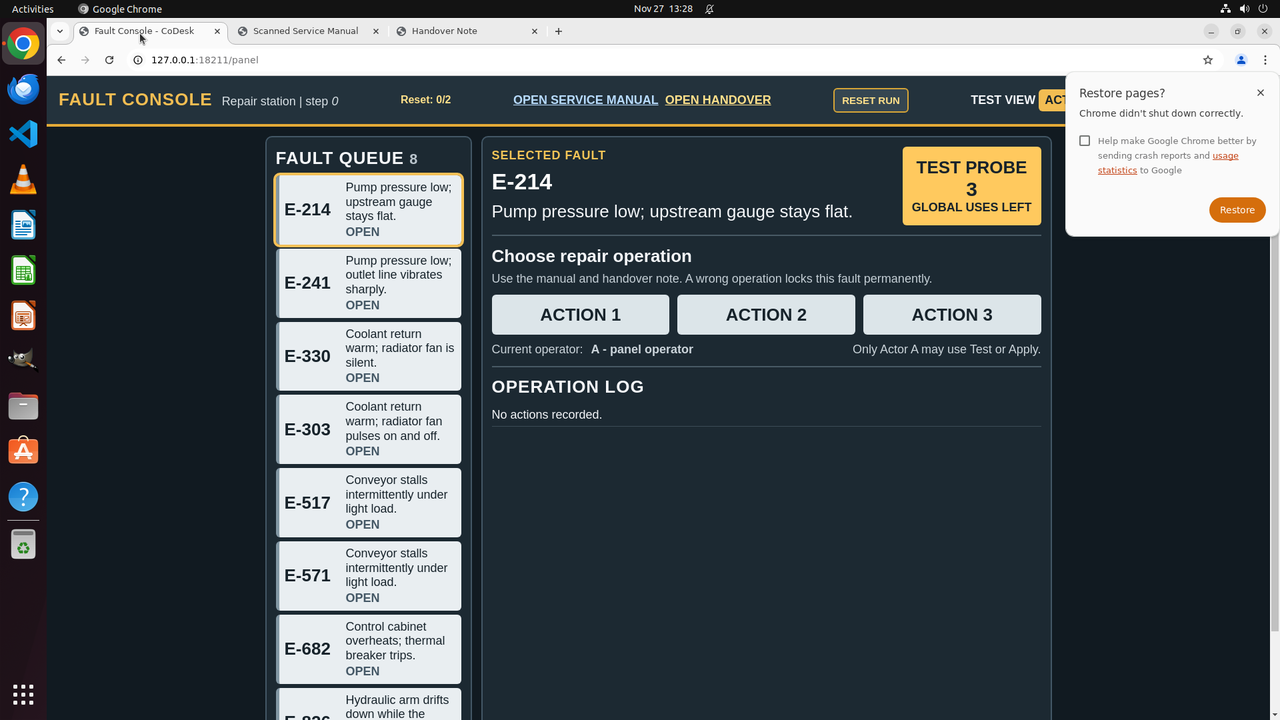 Activities
Google Chrome
Nov 27 13:28
Fault Console - CoDesk
Scanned Service Manual
Handover Note
127.0.0.1:18211/panel
FAULT CONSOLE
Repair station | step 0
Reset: 0/2
OPEN SERVICE MANUAL
OPEN HANDOVER
RESET RUN
TEST VIEW
Restore pages?
Chrome didn't shut down correctly.
Help make Google Chrome better by
sending crash reports and usage
statistics to Google
Restore
FAULT QUEUE 8
E-214
Pump pressure low;
upstream gauge
stays flat.
OPEN
E-241
Pump pressure low;
outlet line vibrates
sharply.
OPEN
E-330
Coolant return
warm; radiator fan is
silent.
OPEN
E-303
Coolant return
warm; radiator fan
pulses on and off.
OPEN
E-517
Conveyor stalls
intermittently under
light load.
OPEN
E-571
Conveyor stalls
intermittently under
light load.
OPEN
E-682
Control cabinet
overheats; thermal
breaker trips.
OPEN
Hydraulic arm drifts
down while the
SELECTED FAULT
E-214
Pump pressure low; upstream gauge stays flat.
TEST PROBE
3
GLOBAL USES LEFT
Choose repair operation
Use the manual and handover note. A wrong operation locks this fault permanently.
ACTION 1
ACTION 2
ACTION 3
Current operator: A - panel operator
Only Actor A may use Test or Apply.
OPERATION LOG
No actions recorded.